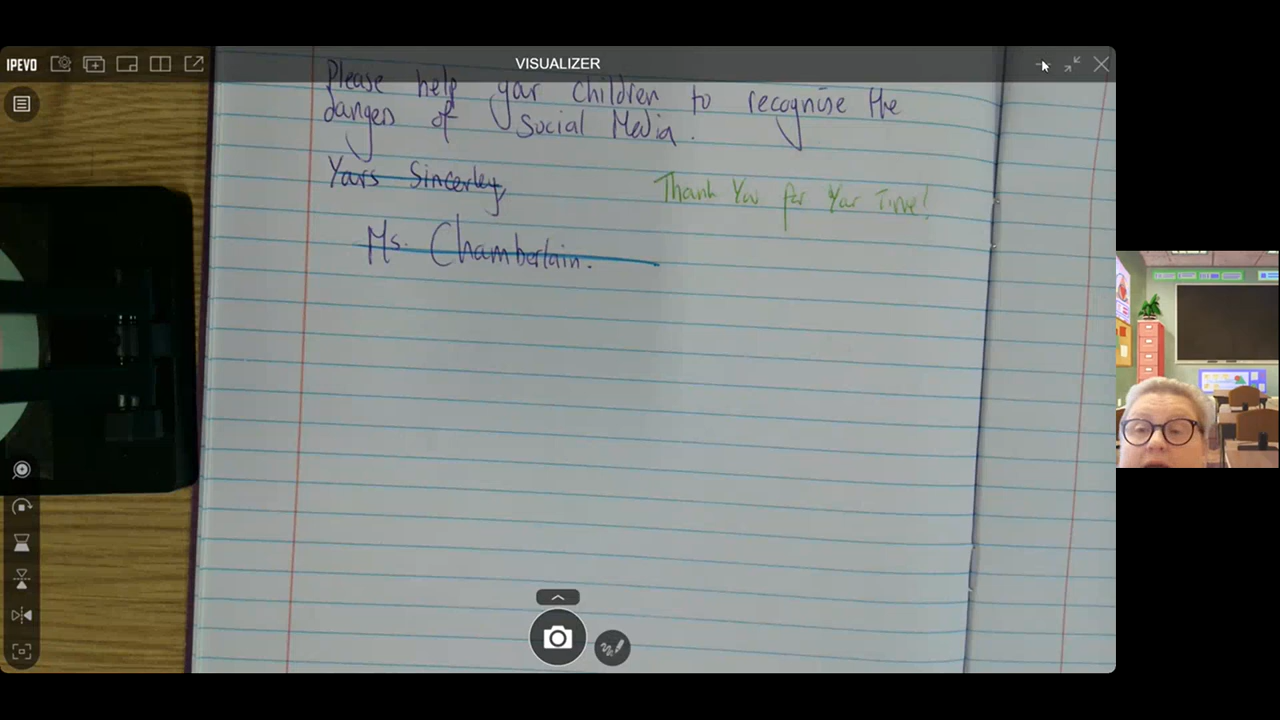 IPEVO
VISUALIZER
Please help your children to recognise the
dangers of Social Media.
Yours Sincerley,
Thank You for Your Time!
Ms. Chamberlain.